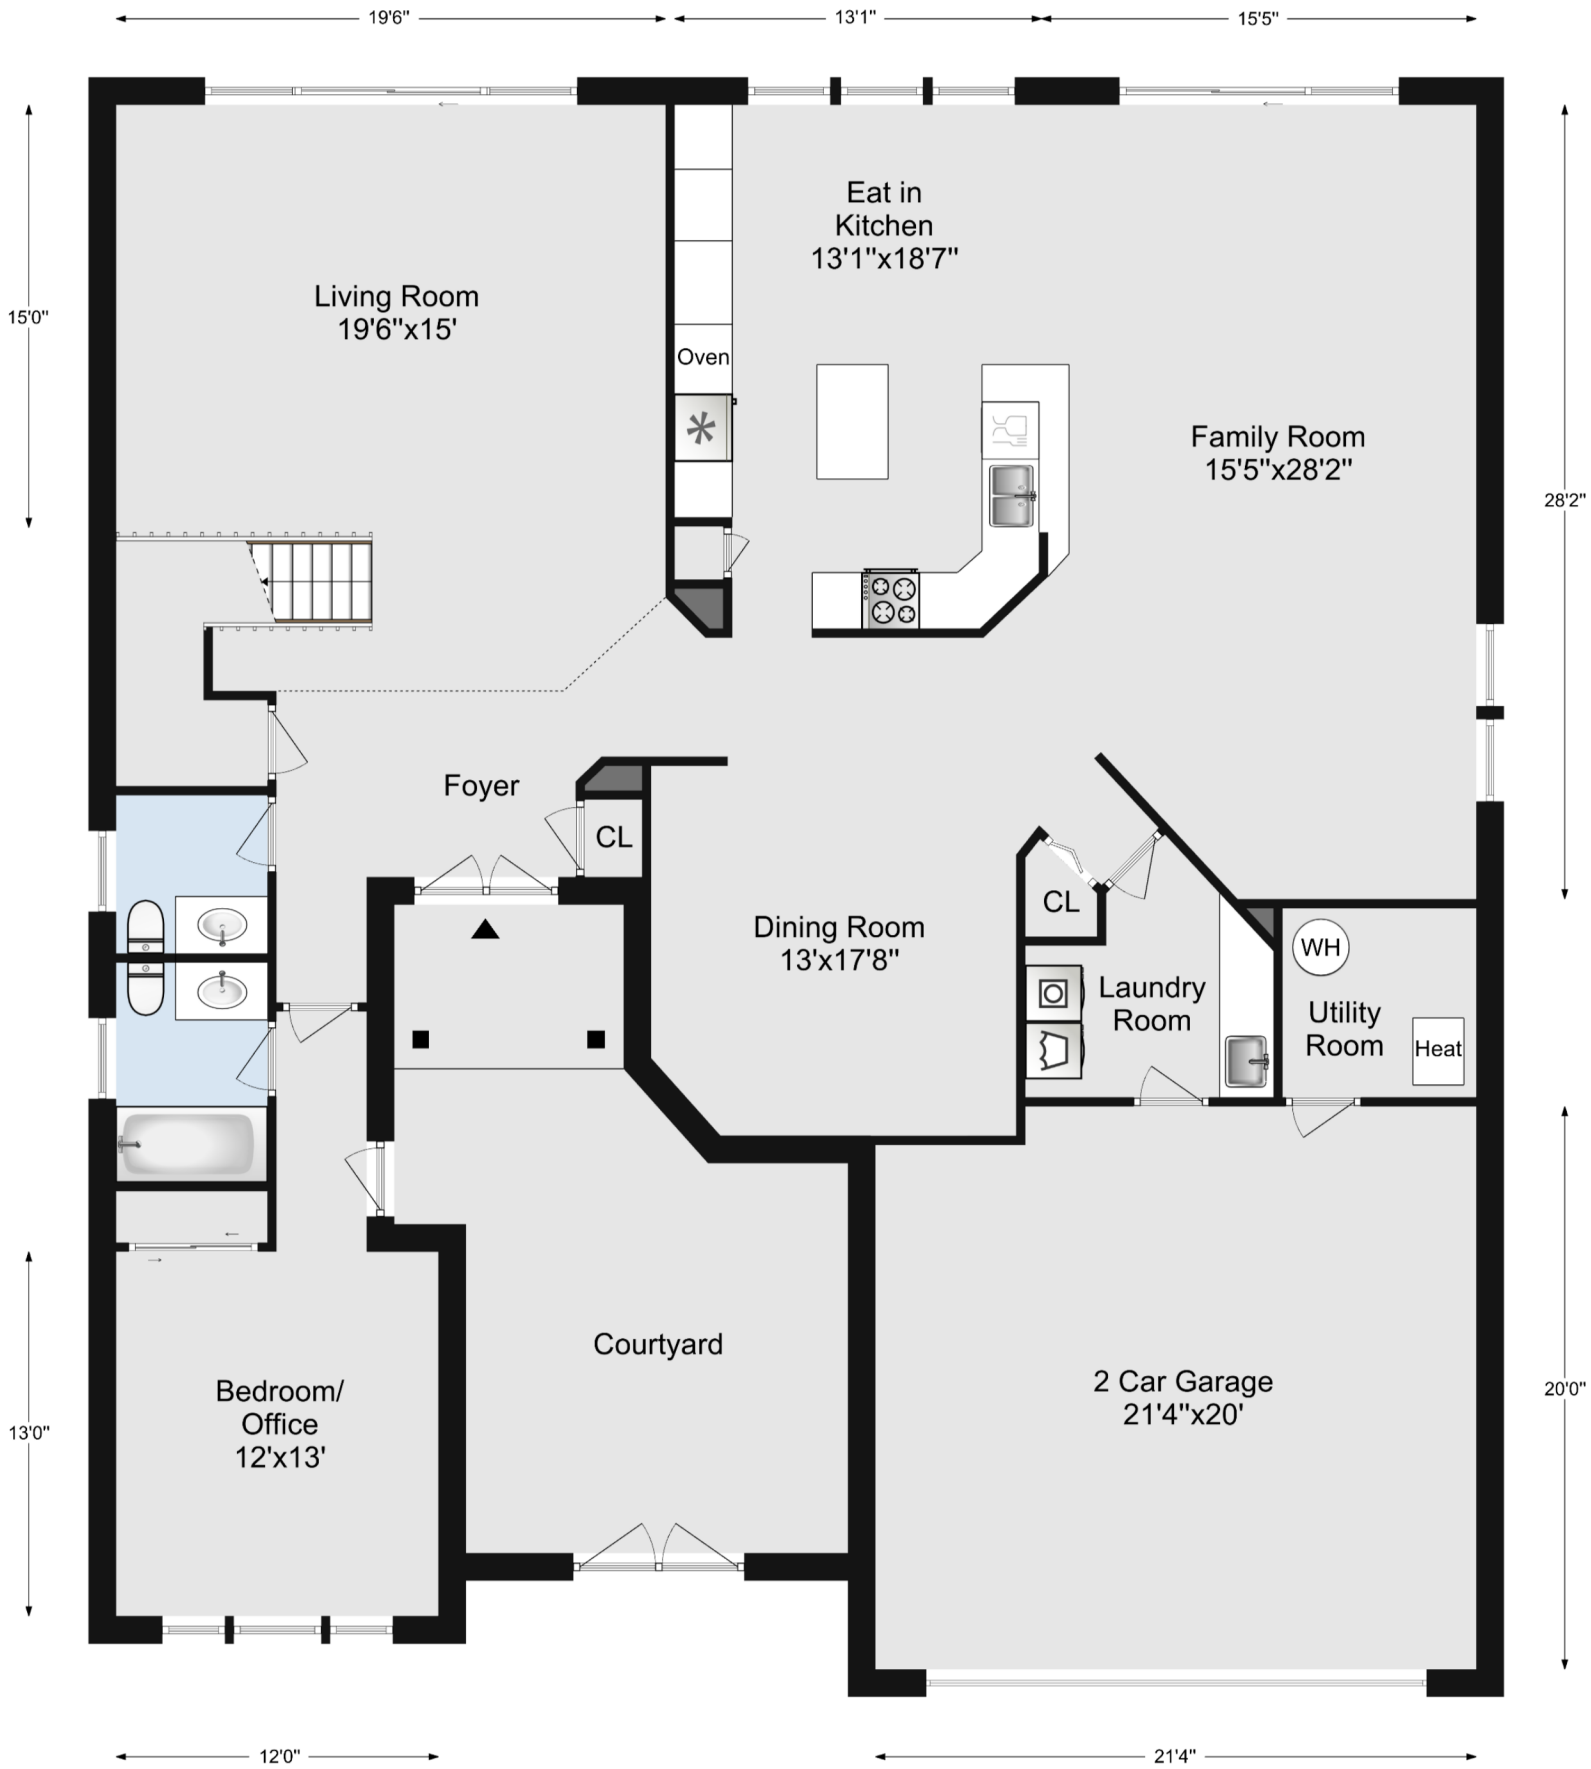 19'6"
13'1"
15'5"
15'0"
28'2"
Eat in
Kitchen
13'1"x18'7"
Living Room
19'6"x15'
Oven
Family Room
15'5"x28'2"
Foyer
CL
CL
Dining Room
13'x17'8"
WH
Laundry
Room
Utility
Room
Heat
Courtyard
Bedroom/
Office
12'x13'
2 Car Garage
21'4"x20'
13'0"
20'0"
12'0"
21'4"